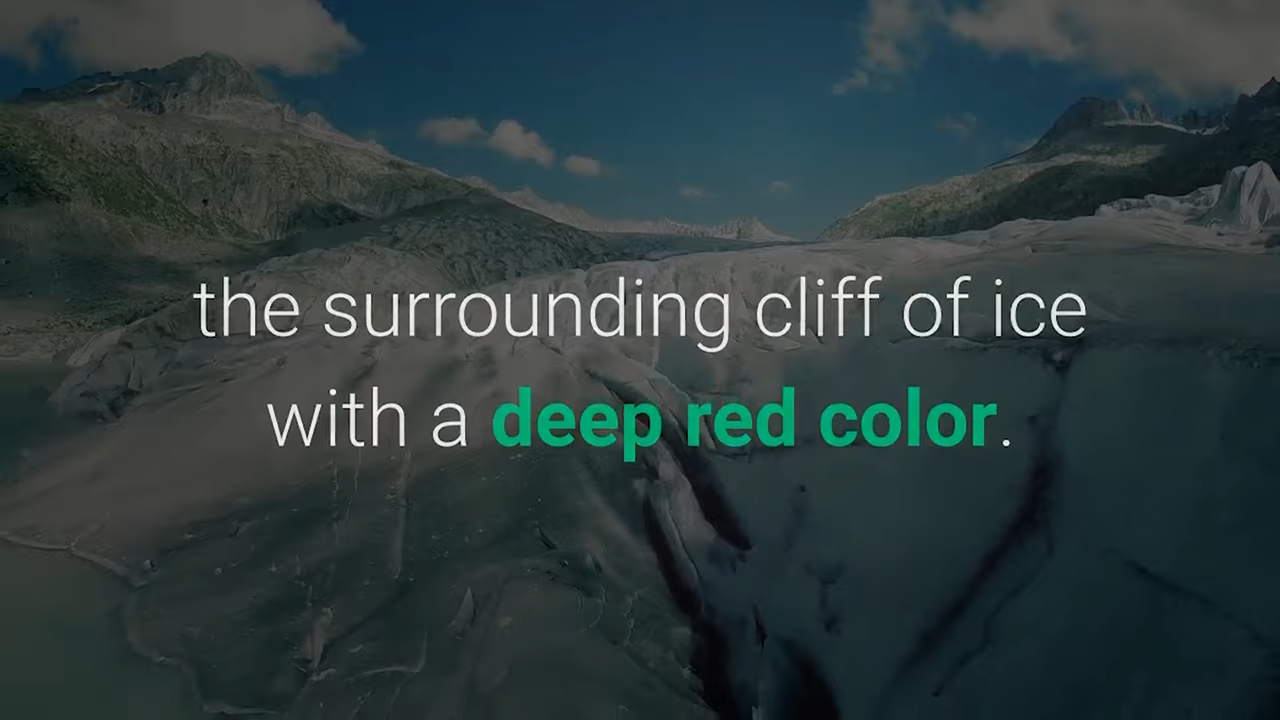 the surrounding cliff of ice
with a deep red color.